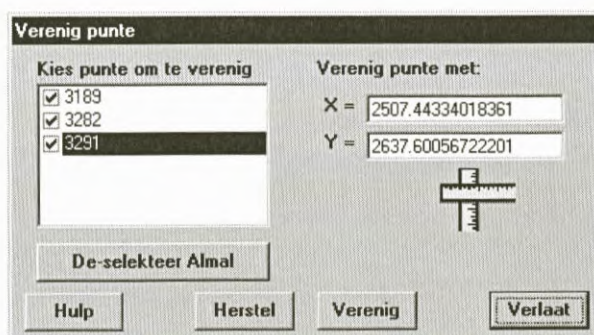 Verenig punte
Kies punte om te verenig
3189
3282
3291
De-selekteer Almal
Verenig punte met:
X = 2507.44334018361
Y = 2637.60056722201
Hulp
Herstel
Verenig
Verlaat